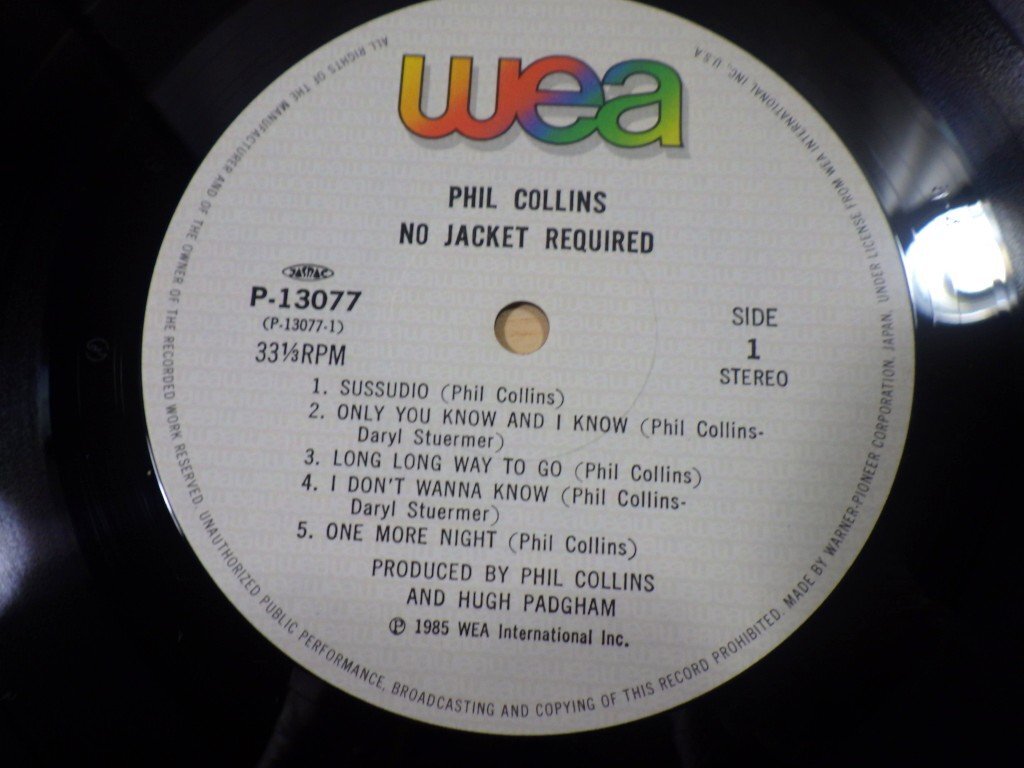 wea
PHIL COLLINS
NO JACKET REQUIRED
JASRAC
P-13077
(P-13077-1)
33⅓RPM
SIDE
1
STEREO
1. SUSSUDIO (Phil Collins)
2. ONLY YOU KNOW AND I KNOW (Phil Collins-
Daryl Stuermer)
3. LONG LONG WAY TO GO (Phil Collins)
4. I DON'T WANNA KNOW (Phil Collins-
Daryl Stuermer)
5. ONE MORE NIGHT (Phil Collins)
PRODUCED BY PHIL COLLINS
AND HUGH PADGHAM
℗ 1985 WEA International Inc.
ALL RIGHTS OF THE MANUFACTURER AND OF THE OWNER OF THE RECORDED WORK RESERVED. UNAUTHORIZED PUBLIC PERFORMANCE, BROADCASTING AND COPYING OF THIS RECORD PROHIBITED. MADE BY WARNER-PIONEER CORPORATION, JAPAN. UNDER LICENSE FROM WEA INTERNATIONAL INC., U.S.A